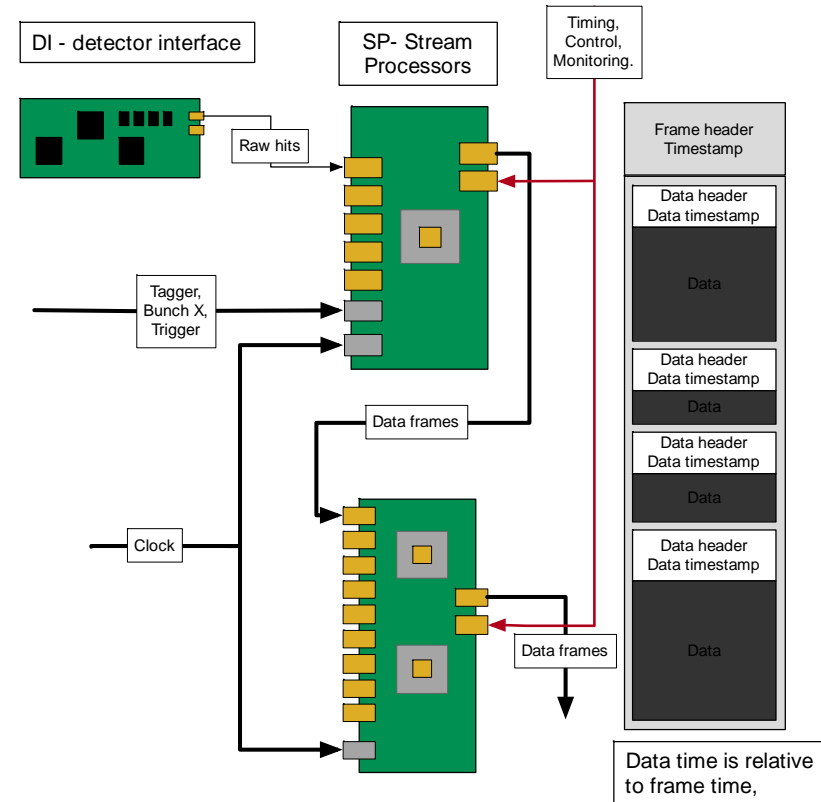 DI - detector interface
SP- Stream
Processors
Timing,
Control,
Monitoring.
Raw hits
Tagger,
Bunch X,
Trigger
Data frames
Clock
Data frames
Frame header
Timestamp
Data header
Data timestamp
Data
Data header
Data timestamp
Data
Data header
Data timestamp
Data
Data header
Data timestamp
Data
Data time is relative
to frame time,